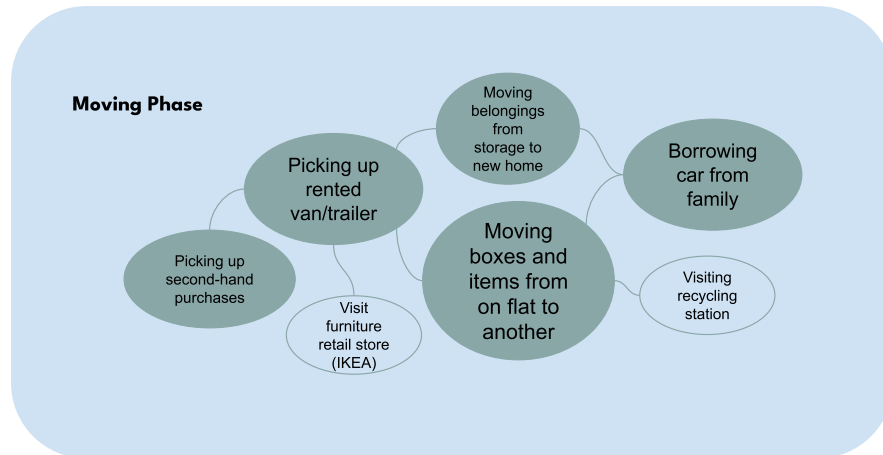 Moving Phase
Moving
belongings
from
storage to
new home
Picking up
rented
van/trailer
Borrowing
car from
family
Moving
boxes and
items from
on flat to
another
Picking up
second-hand
purchases
Visit
furniture
retail store
(IKEA)
Visiting
recycling
station